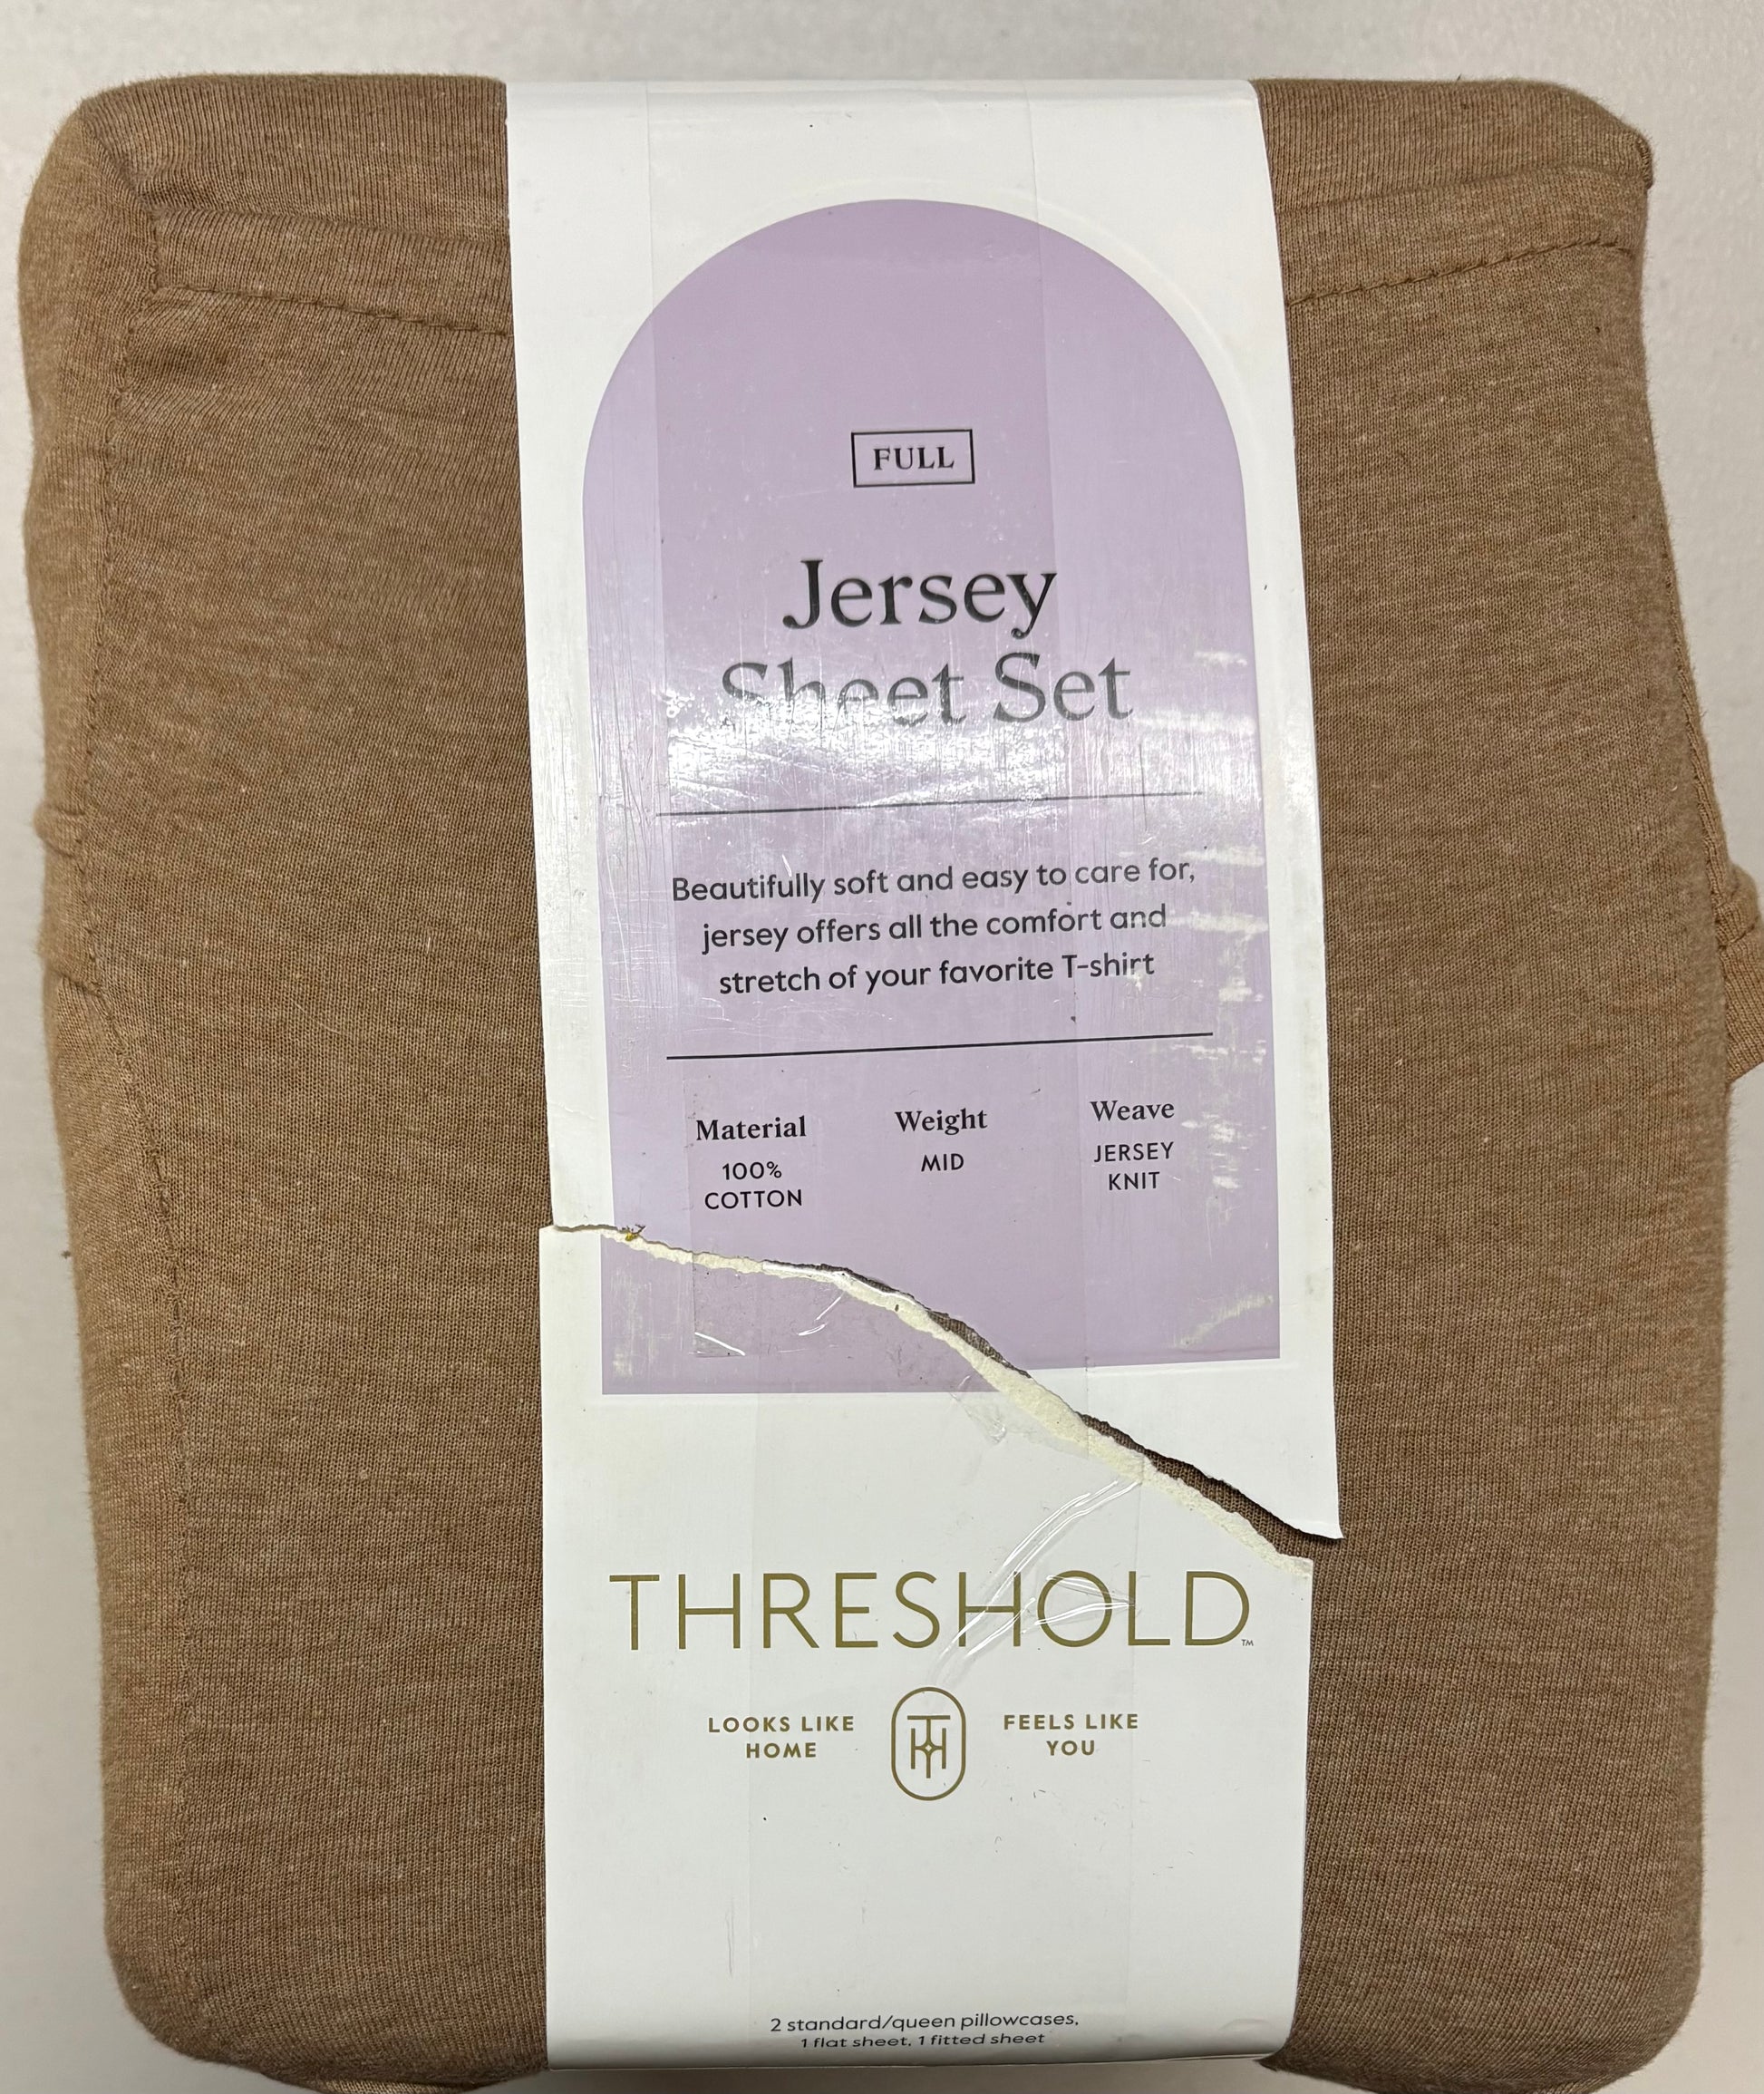 FULL
Jersey
Sheet Set
Beautifully soft and easy to care for,
jersey offers all the comfort and
stretch of your favorite T-shirt
Material
100%
COTTON
Weight
MID
Weave
JERSEY
KNIT
THRESHOLD™
LOOKS LIKE
HOME
FEELS LIKE
YOU
2 standard/queen pillowcases,
1 flat sheet, 1 fitted sheet